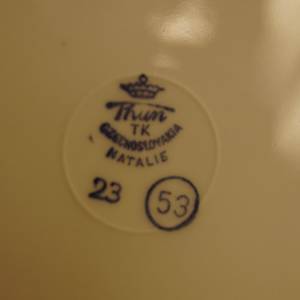 Thun
TK
CZECHOSLOVAKIA
NATALIE
23 53